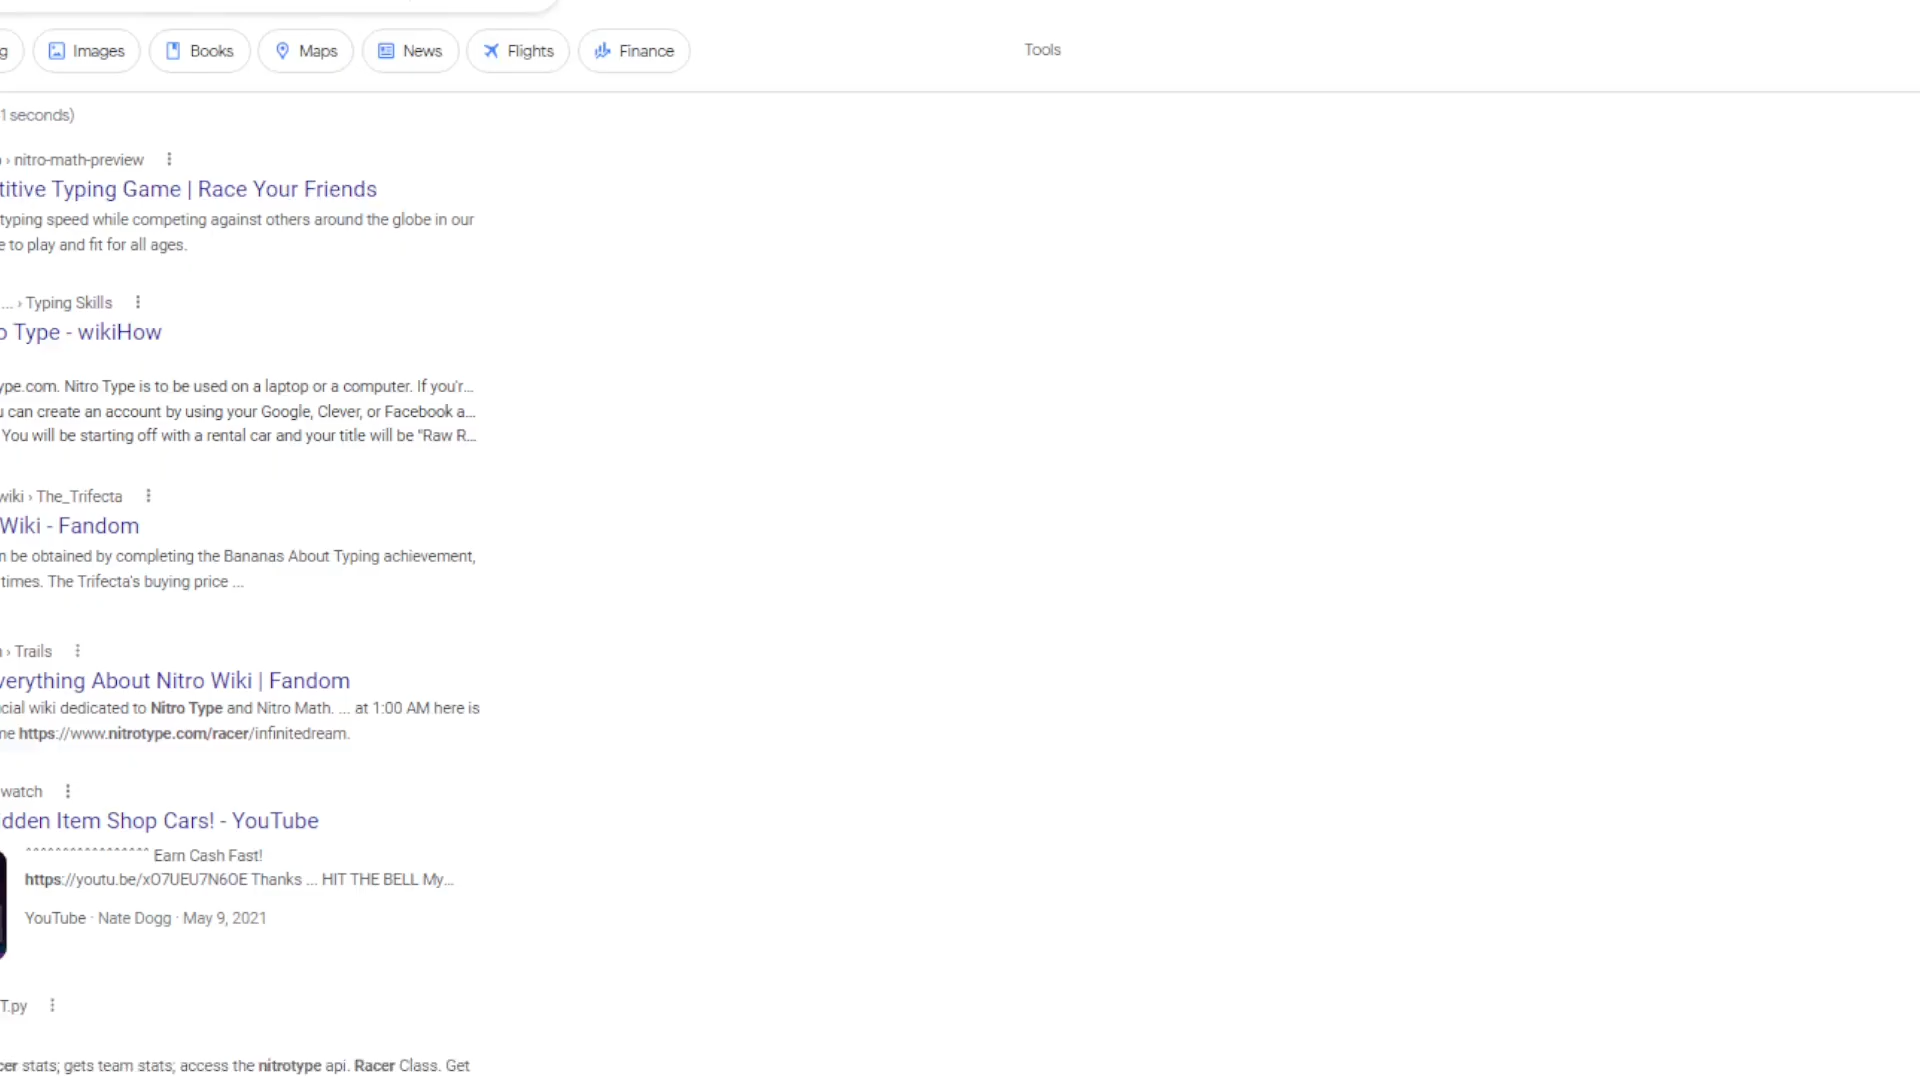 g Images Books Maps News Flights Finance Tools
1 seconds)
› nitro-math-preview
titive Typing Game | Race Your Friends
typing speed while competing against others around the globe in our
e to play and fit for all ages.
... › Typing Skills
o Type - wikiHow
ype.com. Nitro Type is to be used on a laptop or a computer. If you'r...
u can create an account by using your Google, Clever, or Facebook a...
You will be starting off with a rental car and your title will be "Raw R...
wiki › The_Trifecta
Wiki - Fandom
n be obtained by completing the Bananas About Typing achievement,
times. The Trifecta's buying price ...
› Trails
verything About Nitro Wiki | Fandom
cial wiki dedicated to Nitro Type and Nitro Math. ... at 1:00 AM here is
ne https://www.nitrotype.com/racer/infinitedream.
watch
dden Item Shop Cars! - YouTube
^^^^^^^^^^^^^^^^^ Earn Cash Fast!
https://youtu.be/xO7UEU7N6OE Thanks ... HIT THE BELL My...
YouTube · Nate Dogg · May 9, 2021
T.py
cer stats; gets team stats; access the nitrotype api. Racer Class. Get